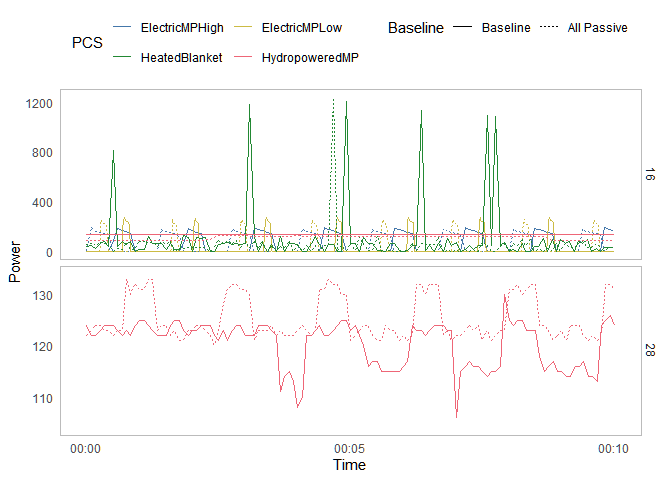 PCS
ElectricMPHigh
ElectricMPLow
HeatedBlanket
HydropoweredMP
Baseline
Baseline
All Passive
1200
800
400
0
16
Power
130
120
110
28
00:00
00:05
00:10
Time